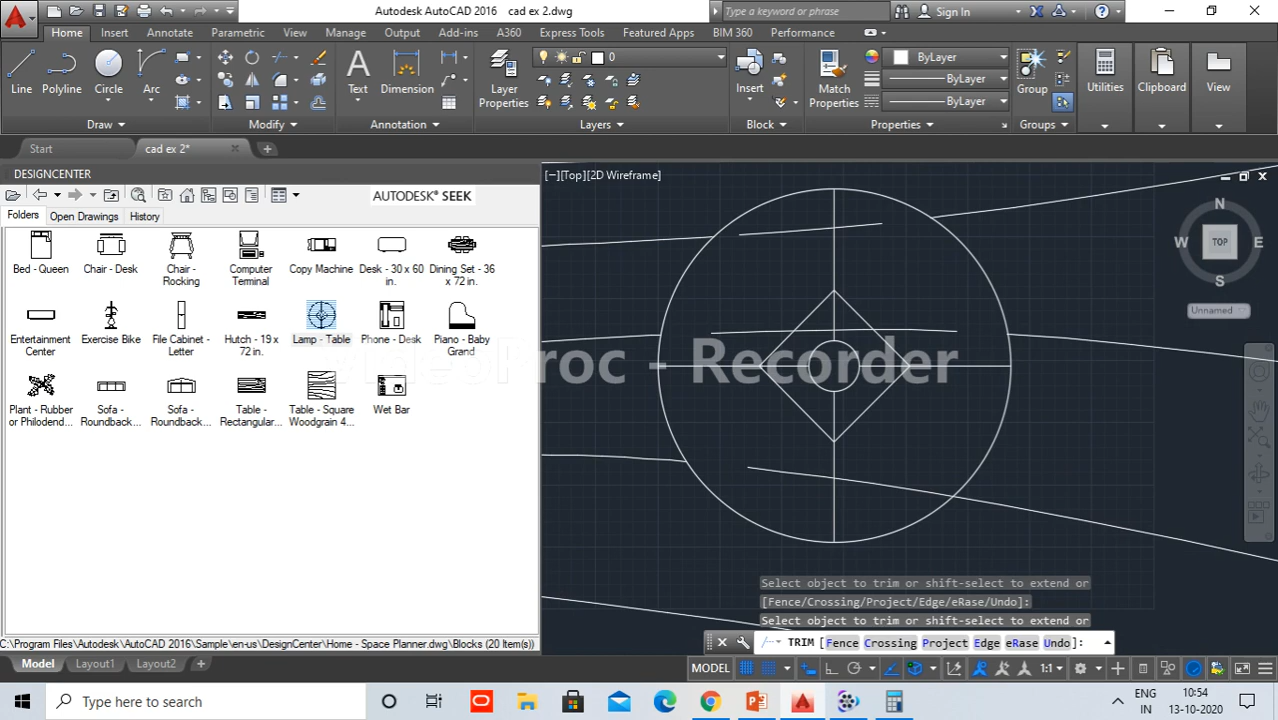 Autodesk AutoCAD 2016 cad ex 2.dwg
Type a keyword or phrase
Sign In
Home Insert Annotate Parametric View Manage Output Add-ins A360 Express Tools Featured Apps BIM 360 Performance
0
ByLayer
ByLayer
ByLayer
Line Polyline Circle Arc Text Dimension Layer Properties Insert Match Properties Group Utilities Clipboard View
Draw Modify Annotation Layers Block Properties Groups
Start cad ex 2*
DESIGNCENTER
AUTODESK® SEEK
Folders Open Drawings History
[−][Top][2D Wireframe]
N
W TOP E
S
Unnamed
Bed - Queen
Chair - Desk
Chair - Rocking
Computer Terminal
Copy Machine
Desk - 30 x 60 in.
Dining Set - 36 x 72 in.
Entertainment Center
Exercise Bike
File Cabinet - Letter
Hutch - 19 x 72 in.
Lamp - Table
Phone - Desk
Piano - Baby Grand
Plant - Rubber or Philodend...
Sofa - Roundback...
Sofa - Roundback...
Table - Rectangular...
Table - Square Woodgrain 4...
Wet Bar
VideoProc - Recorder
Select object to trim or shift-select to extend or
[Fence/Crossing/Project/Edge/eRase/Undo]:
Select object to trim or shift-select to extend or
TRIM [Fence Crossing Project Edge eRase Undo]:
C:\Program Files\Autodesk\AutoCAD 2016\Sample\en-us\DesignCenter\Home - Space Planner.dwg\Blocks (20 Item(s))
Model Layout1 Layout2
MODEL
1:1
Type here to search
ENG
IN
10:54
13-10-2020